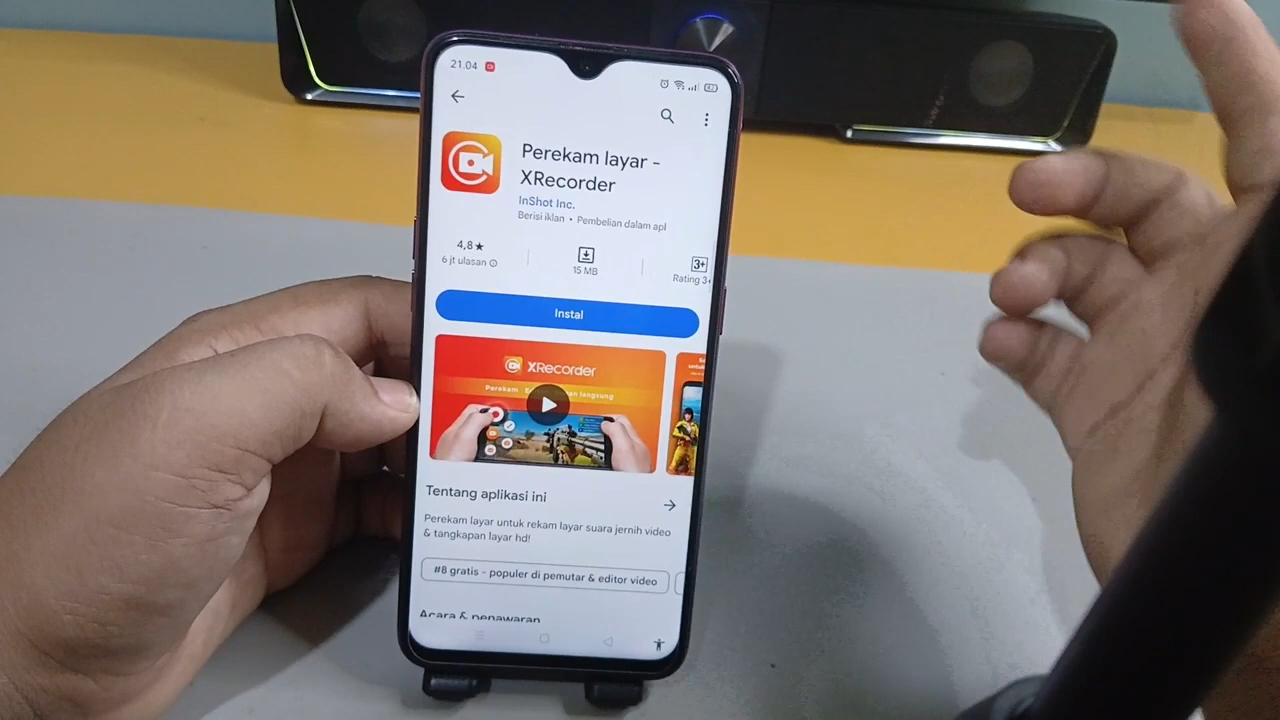 21.04
Perekam layar -
XRecorder
InShot Inc.
Berisi iklan • Pembelian dalam apl
4,8★
6 jt ulasan
15 MB
3+
Rating 3+
Instal
XRecorder
Perekam
langsung
Tentang aplikasi ini
Perekam layar untuk rekam layar suara jernih video
& tangkapan layar hd!
#8 gratis - populer di pemutar & editor video
Acara & penawaran